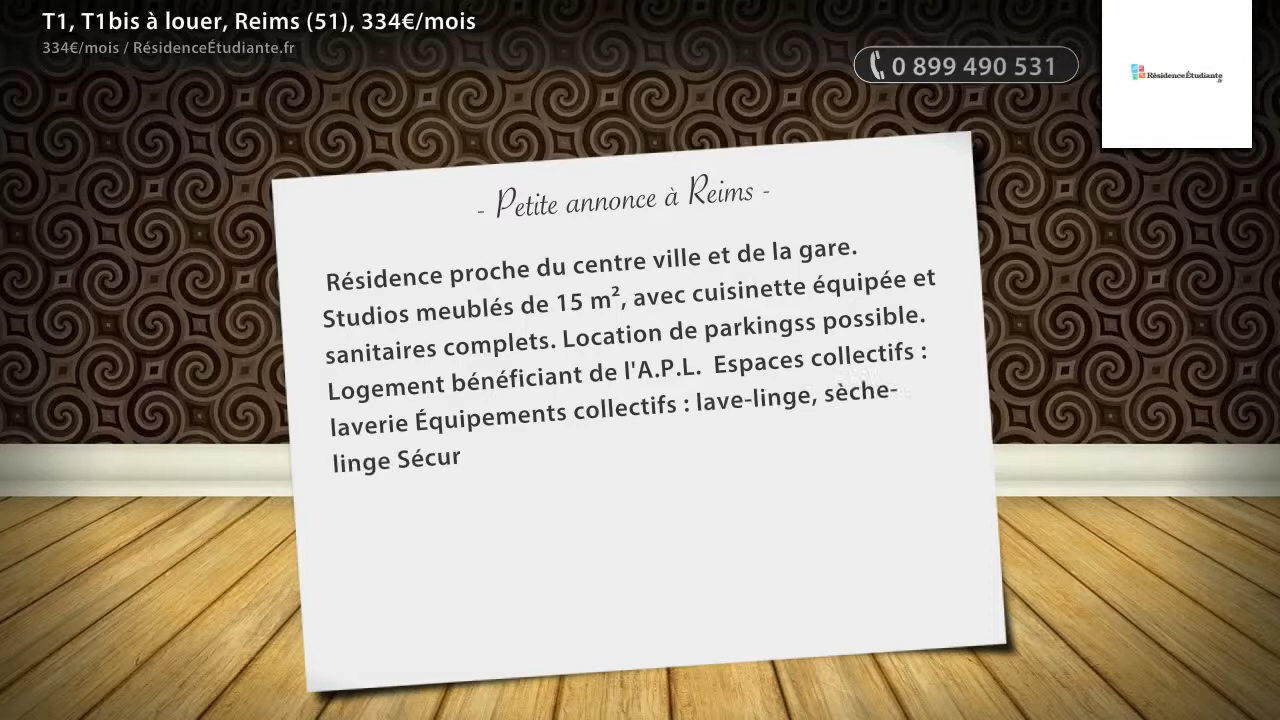 T1, T1bis à louer, Reims (51), 334€/mois
334€/mois / RésidenceÉtudiante.fr
0 899 490 531
RésidenceÉtudiante
.fr
- Petite annonce à Reims -
Résidence proche du centre ville et de la gare.
Studios meublés de 15 m², avec cuisinette équipée et
sanitaires complets. Location de parkingss possible.
Logement bénéficiant de l'A.P.L.  Espaces collectifs :
laverie Équipements collectifs : lave-linge, sèche-
linge Sécur